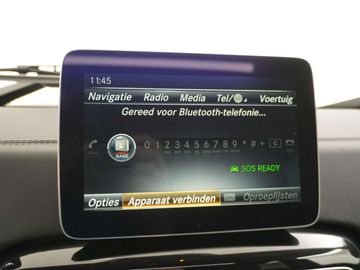 11:45
Navigatie Radio Media Tel/ Voertuig
Gereed voor Bluetooth-telefonie...
0 1 2 3 4 5 6 7 8 9 * # + C
NAME
SOS READY
Opties Apparaat verbinden Oproeplijsten